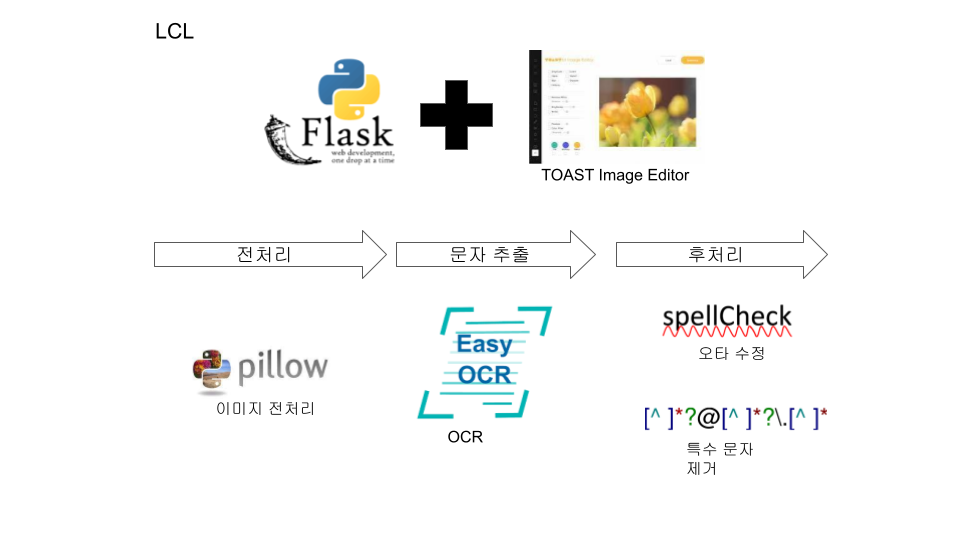 LCL
Flask
web development,
one drop at a time
TOAST Image Editor
전처리
문자 추출
후처리
spellCheck
오타 수정
pillow
이미지 전처리
Easy
OCR
OCR
[^ ]*?@[^ ]*?\.[^ ]*
특수 문자
제거